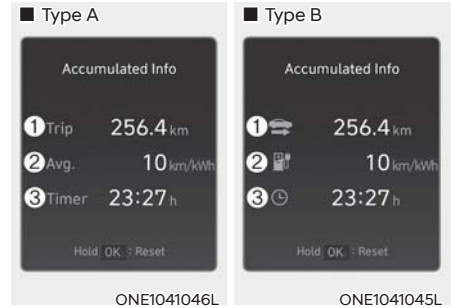 ■ Type A
Accumulated Info
① Trip 256.4 km
② Avg. 10 km/kWh
③ Timer 23:27 h
Hold OK : Reset
ONE1041046L
■ Type B
Accumulated Info
① 256.4 km
② 10 km/kWh
③ 23:27 h
Hold OK : Reset
ONE1041045L